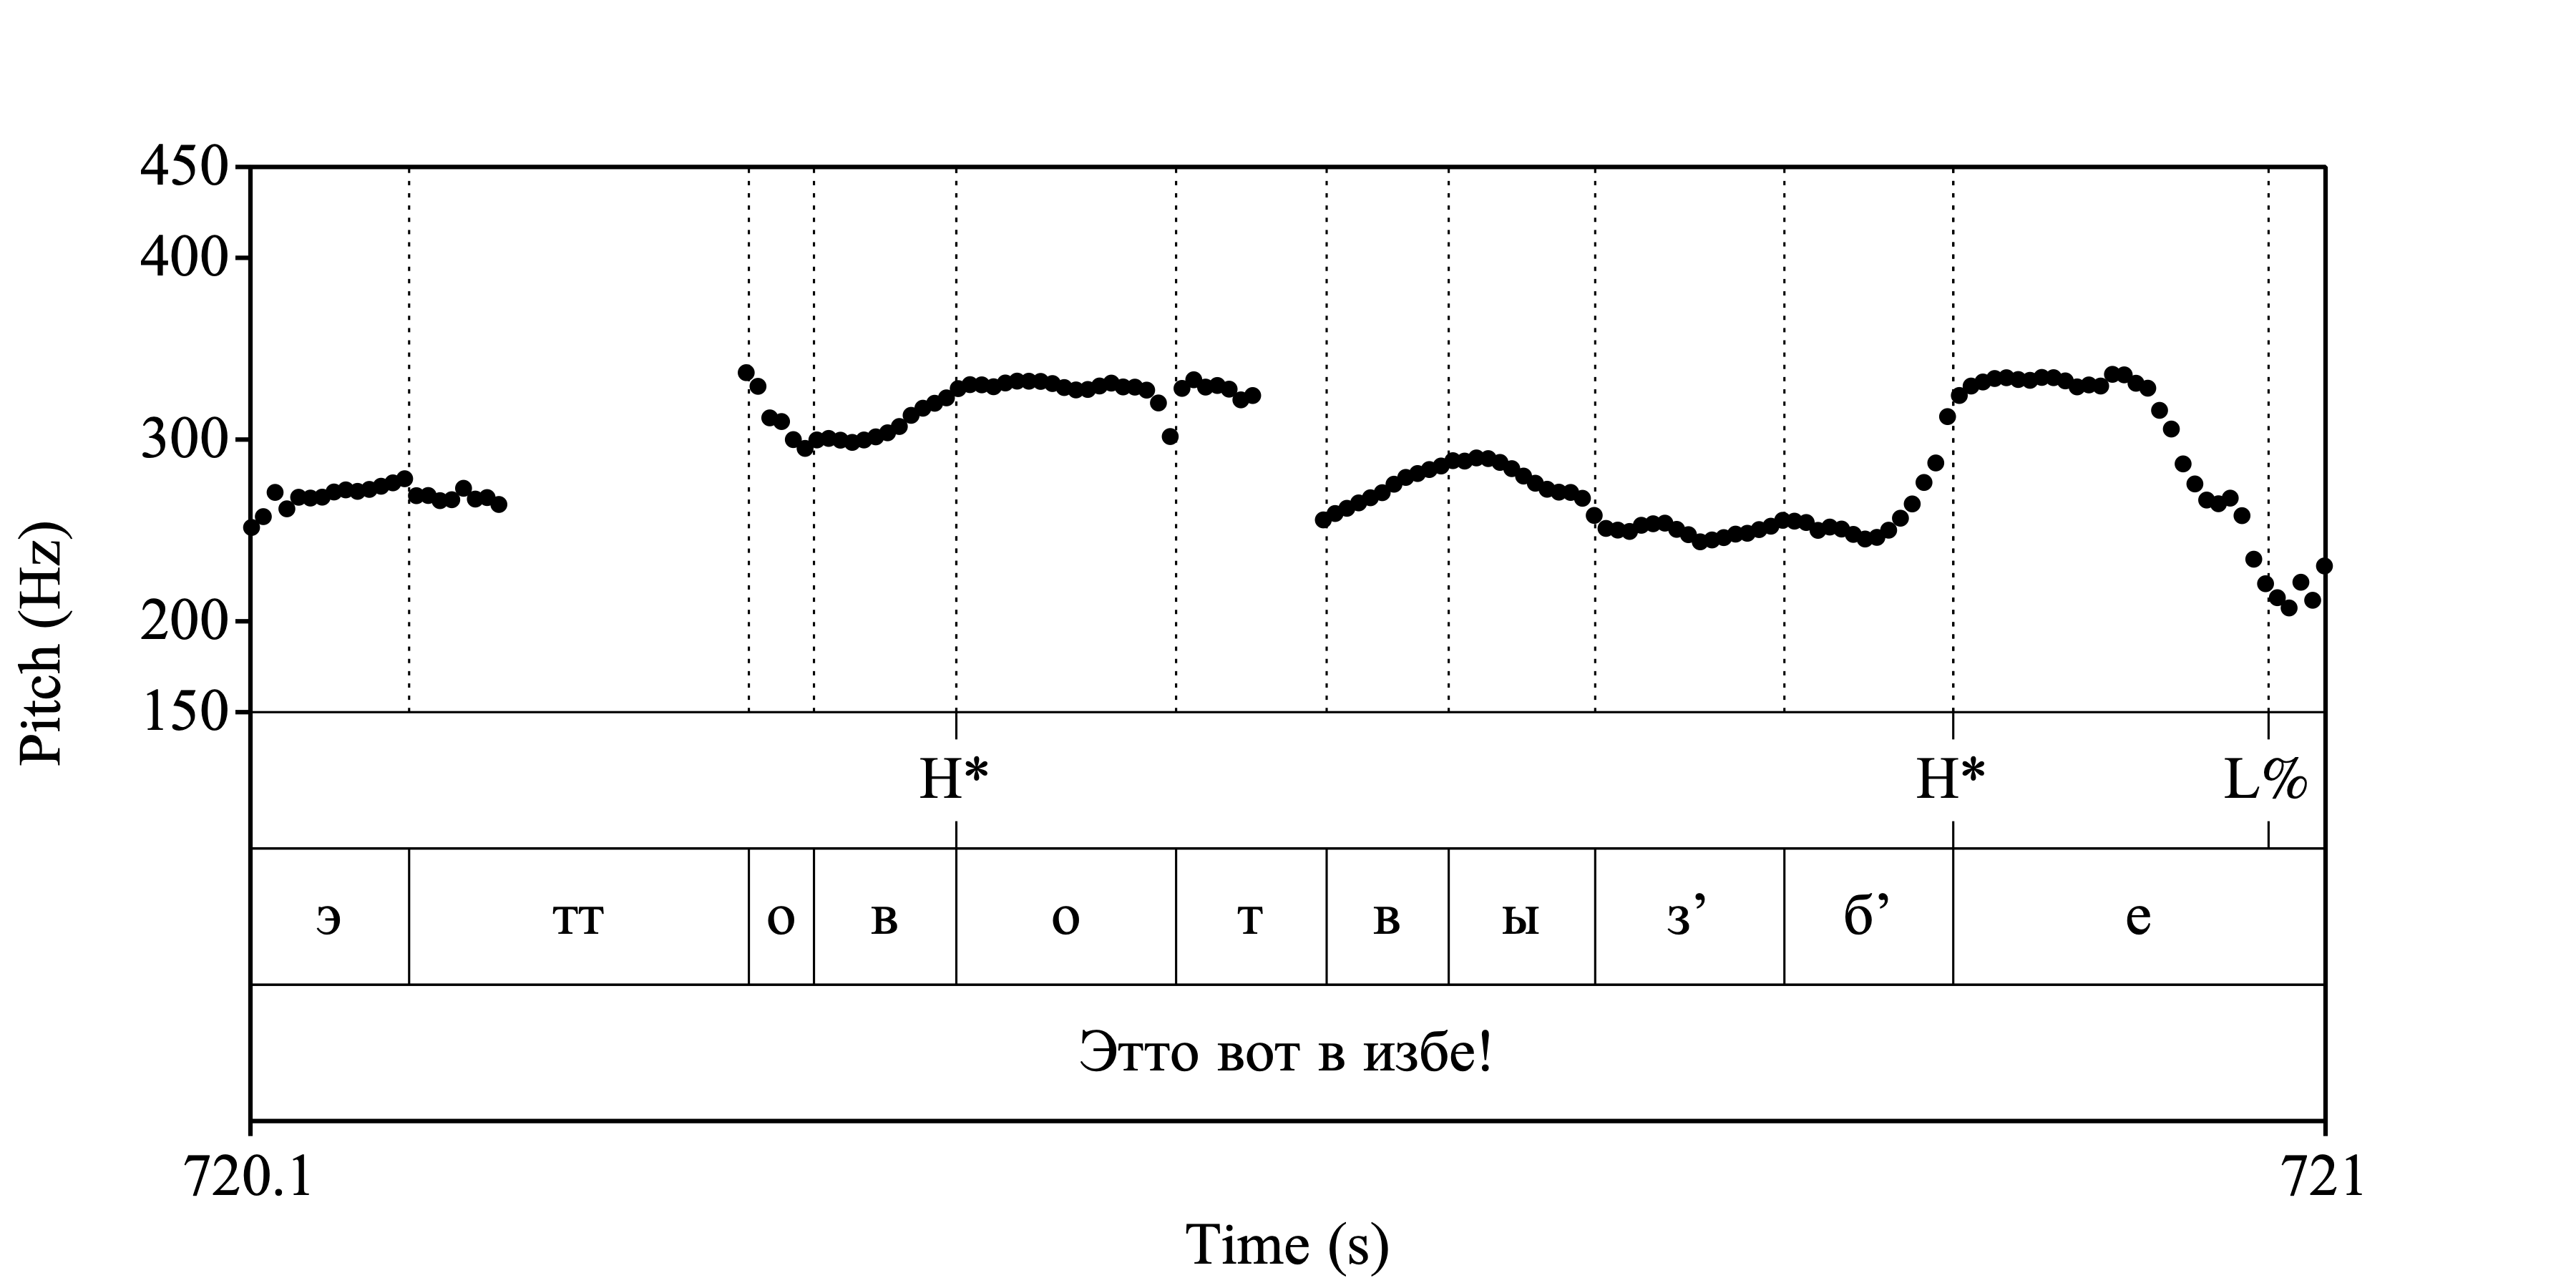 450
400
300
200
150
Pitch (Hz)
H* H* L%
э тт о в о т в ы з’ б’ е
Этто вот в избе!
720.1 721
Time (s)